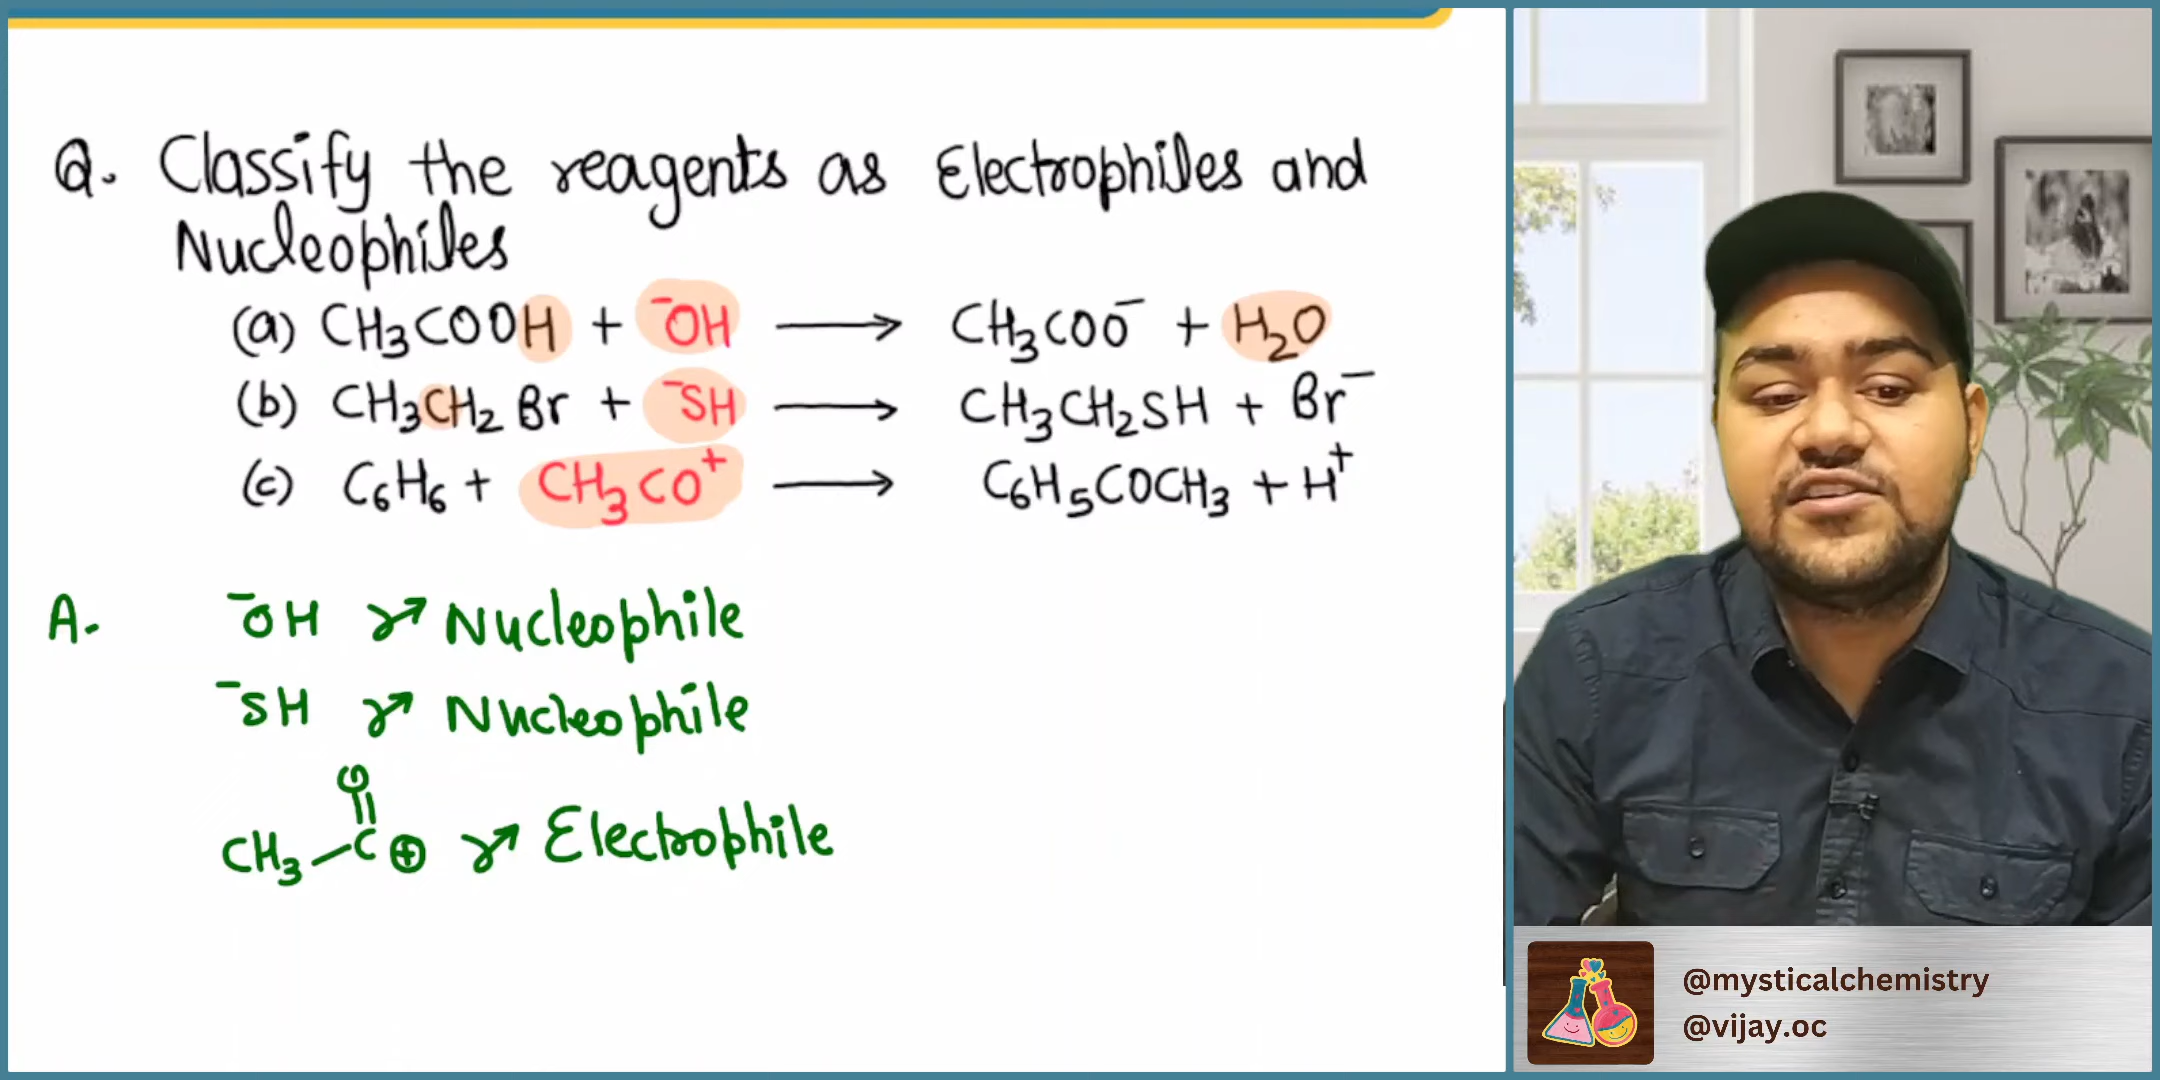 Q. Classify the reagents as Electrophiles and
Nucleophiles
(a) CH₃COOH + ⁻OH ⟶ CH₃COO⁻ + H₂O
(b) CH₃CH₂Br + ⁻SH ⟶ CH₃CH₂SH + Br⁻
(c) C₆H₆ + CH₃CO⁺ ⟶ C₆H₅COCH₃ + H⁺
A. ⁻OH → Nucleophile
⁻SH → Nucleophile
O
CH₃–C⊕ → Electrophile
@mysticalchemistry
@vijay.oc